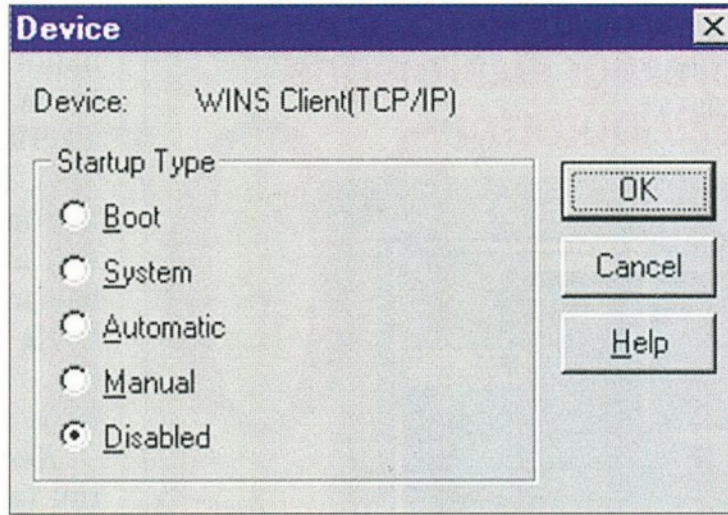 Device
Device: WINS Client(TCP/IP)
Startup Type
Boot
System
Automatic
Manual
Disabled
OK
Cancel
Help